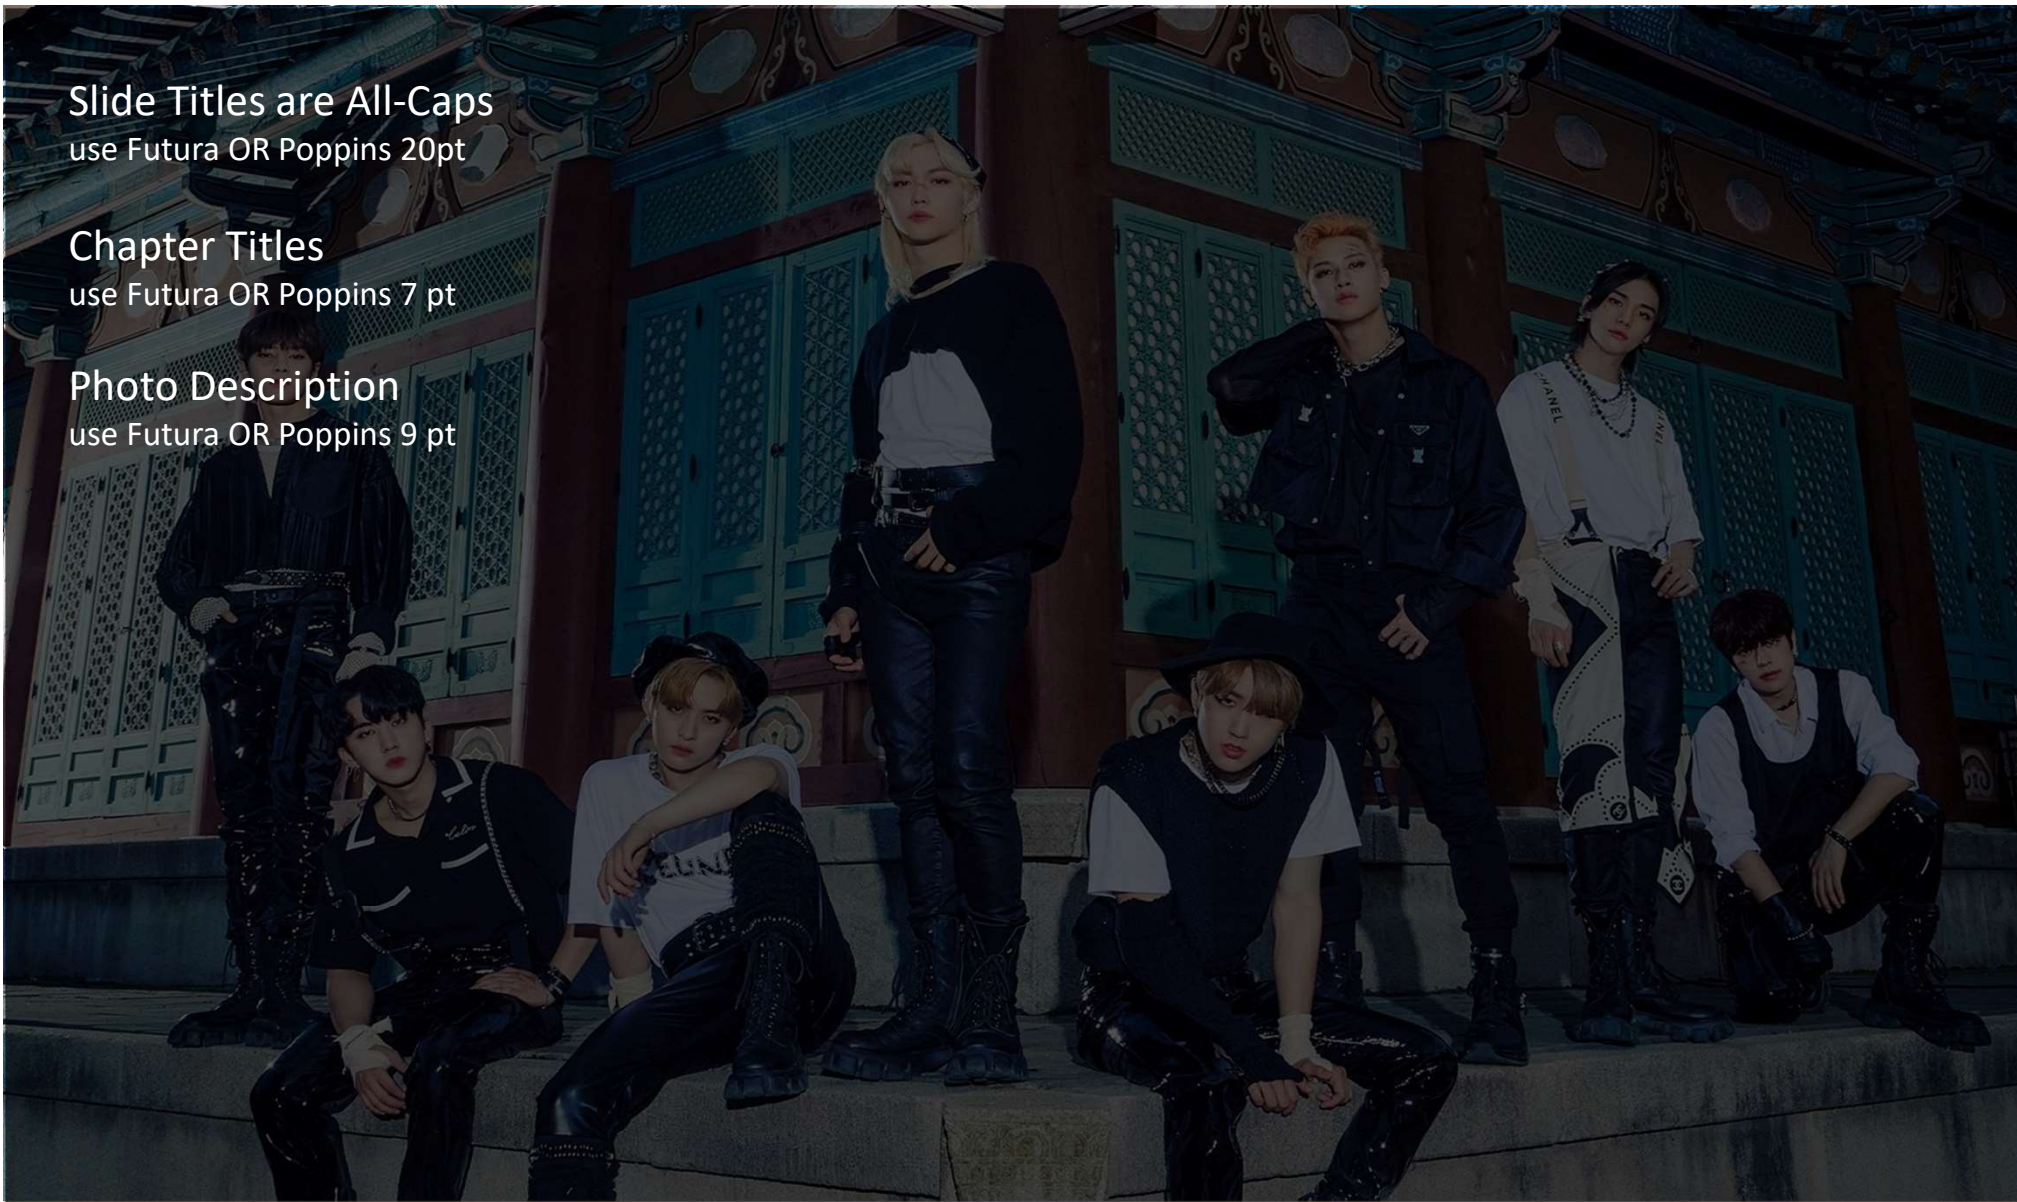 Slide Titles are All-Caps
use Futura OR Poppins 20pt
Chapter Titles
use Futura OR Poppins 7 pt
Photo Description
use Futura OR Poppins 9 pt
CHANEL